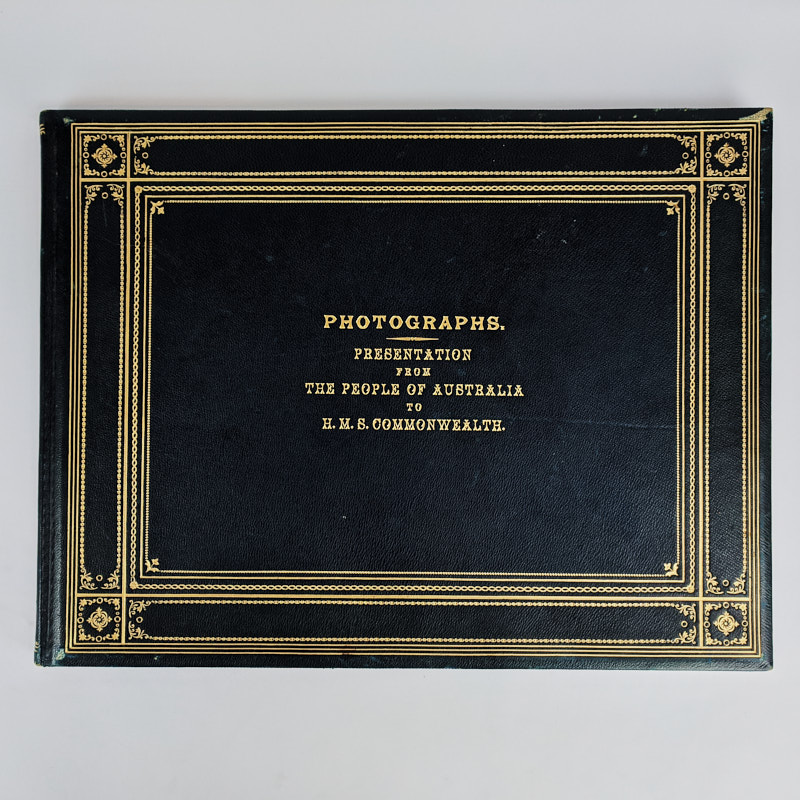 PHOTOGRAPHS.
PRESENTATION
FROM
THE PEOPLE OF AUSTRALIA
TO
H. M. S. COMMONWEALTH.